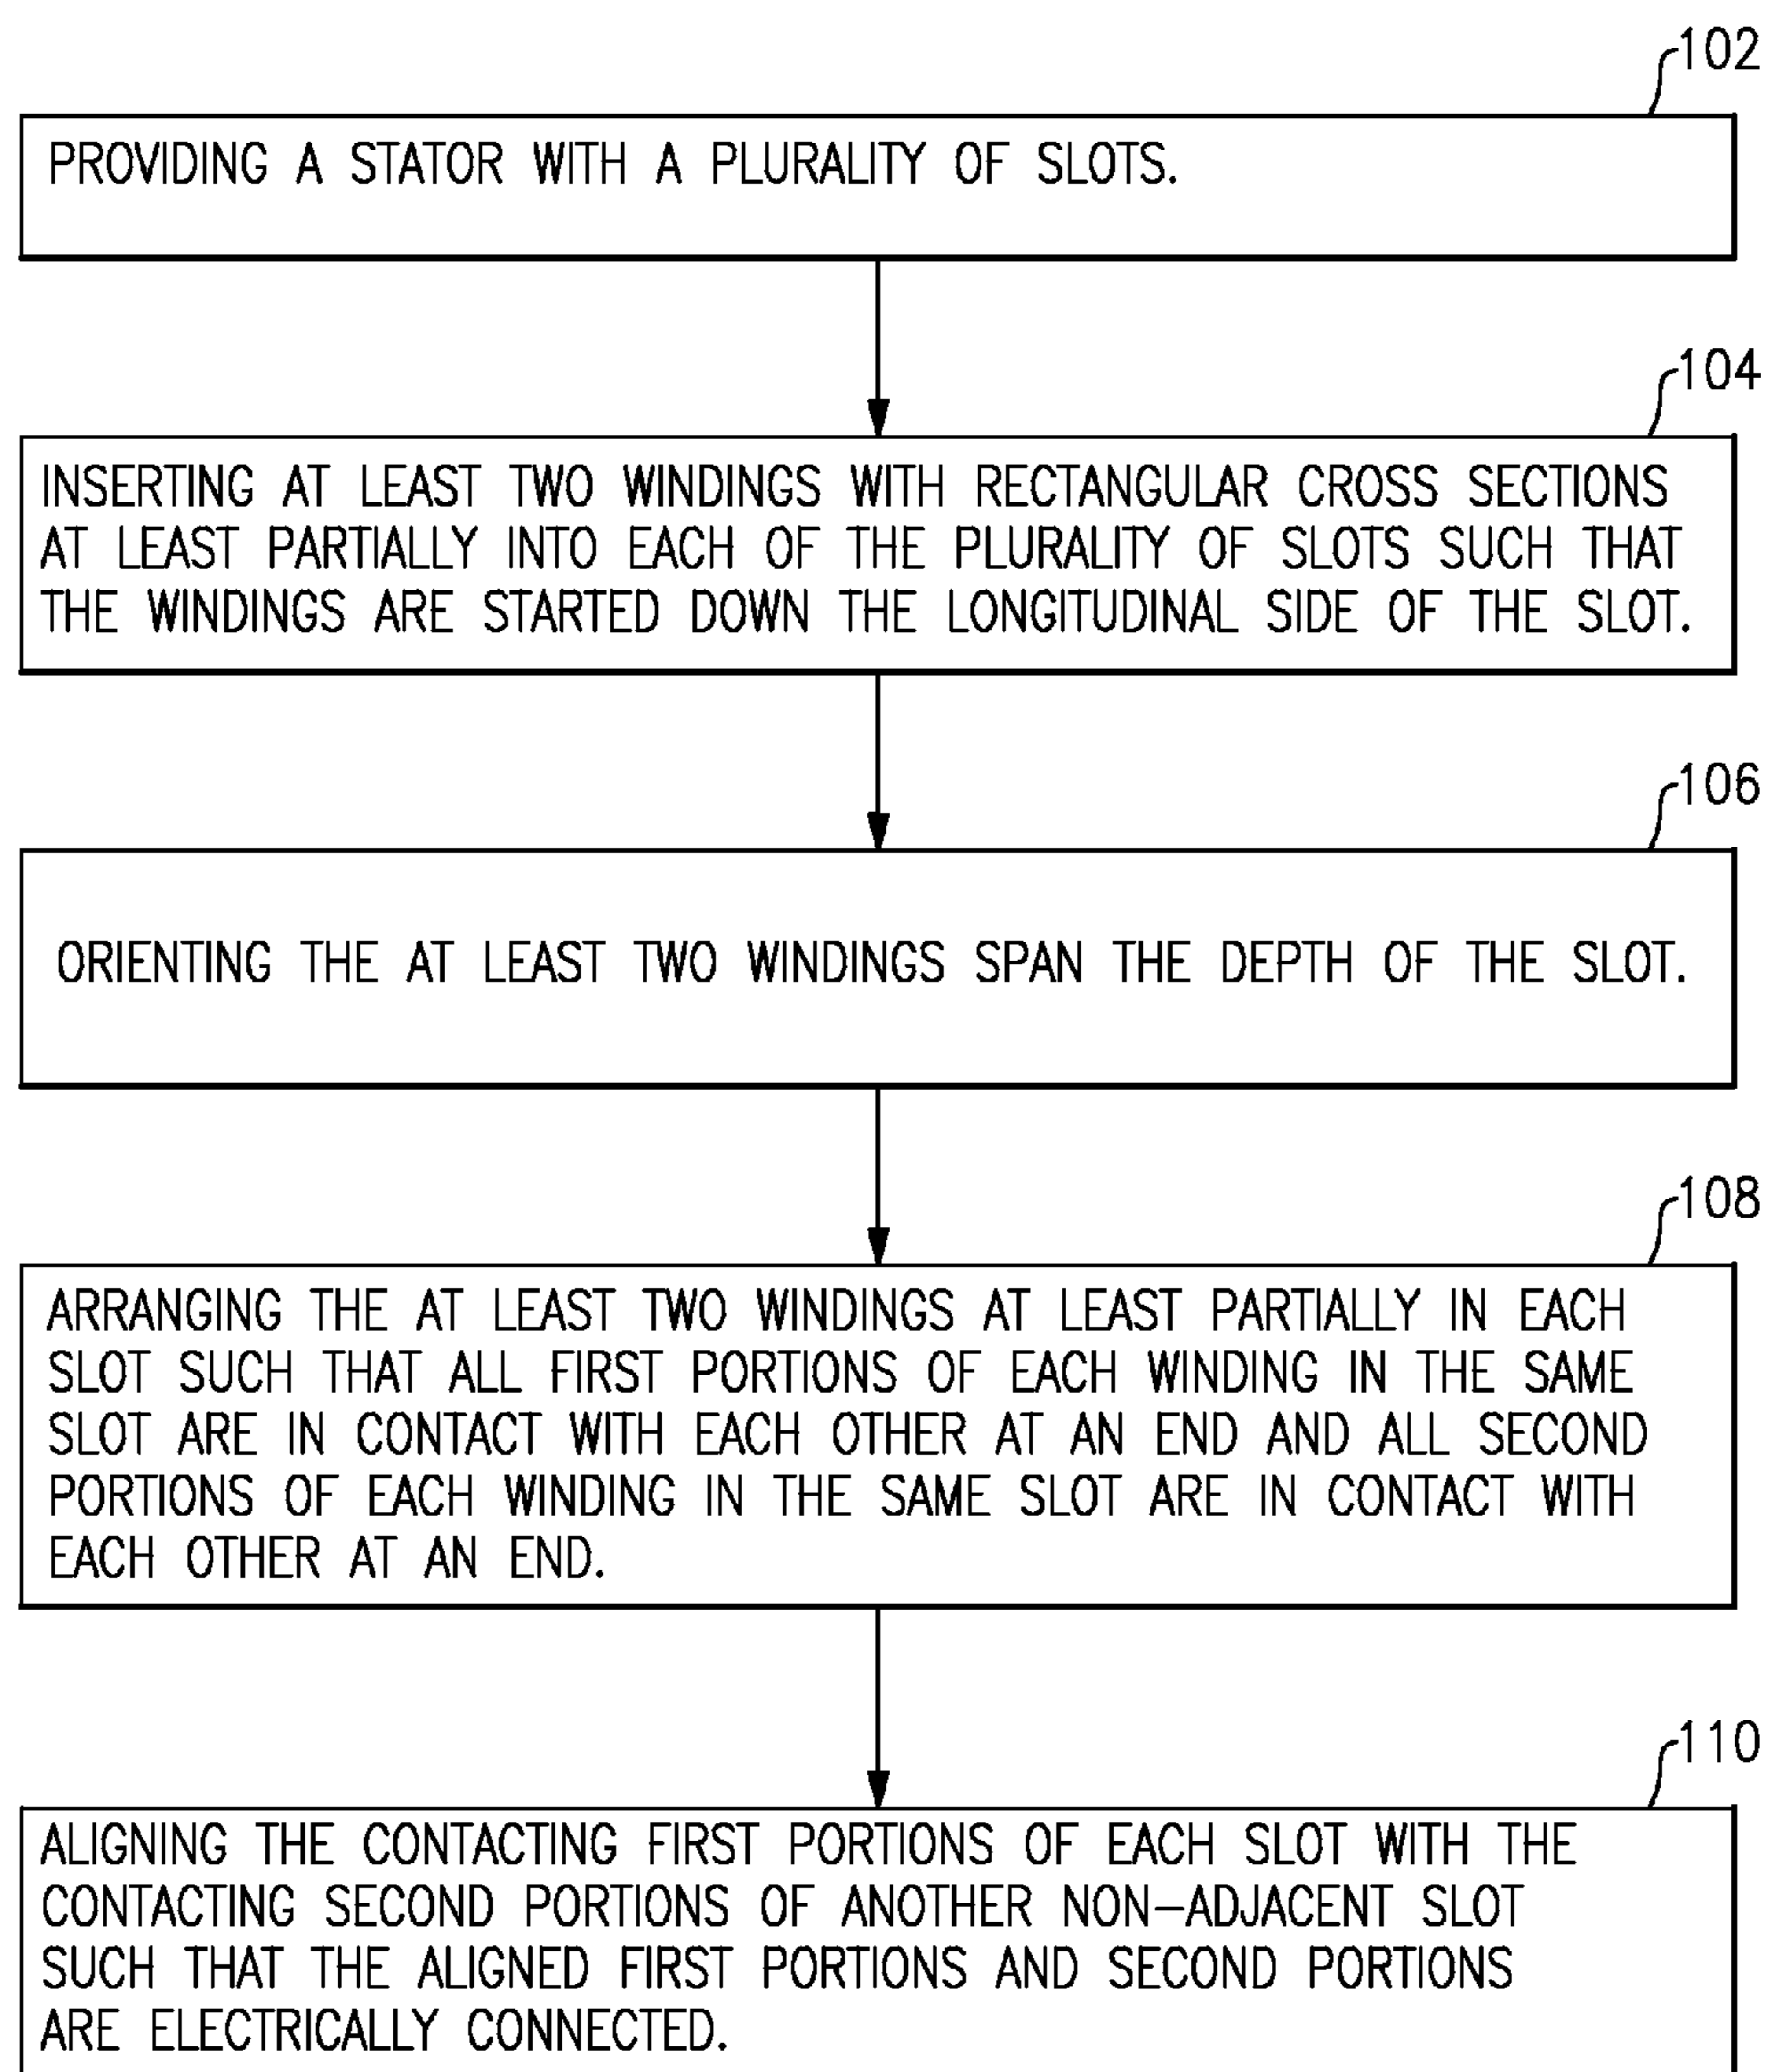 102
PROVIDING A STATOR WITH A PLURALITY OF SLOTS.
104
INSERTING AT LEAST TWO WINDINGS WITH RECTANGULAR CROSS SECTIONS
AT LEAST PARTIALLY INTO EACH OF THE PLURALITY OF SLOTS SUCH THAT
THE WINDINGS ARE STARTED DOWN THE LONGITUDINAL SIDE OF THE SLOT.
106
ORIENTING THE AT LEAST TWO WINDINGS SPAN THE DEPTH OF THE SLOT.
108
ARRANGING THE AT LEAST TWO WINDINGS AT LEAST PARTIALLY IN EACH
SLOT SUCH THAT ALL FIRST PORTIONS OF EACH WINDING IN THE SAME
SLOT ARE IN CONTACT WITH EACH OTHER AT AN END AND ALL SECOND
PORTIONS OF EACH WINDING IN THE SAME SLOT ARE IN CONTACT WITH
EACH OTHER AT AN END.
110
ALIGNING THE CONTACTING FIRST PORTIONS OF EACH SLOT WITH THE
CONTACTING SECOND PORTIONS OF ANOTHER NON-ADJACENT SLOT
SUCH THAT THE ALIGNED FIRST PORTIONS AND SECOND PORTIONS
ARE ELECTRICALLY CONNECTED.